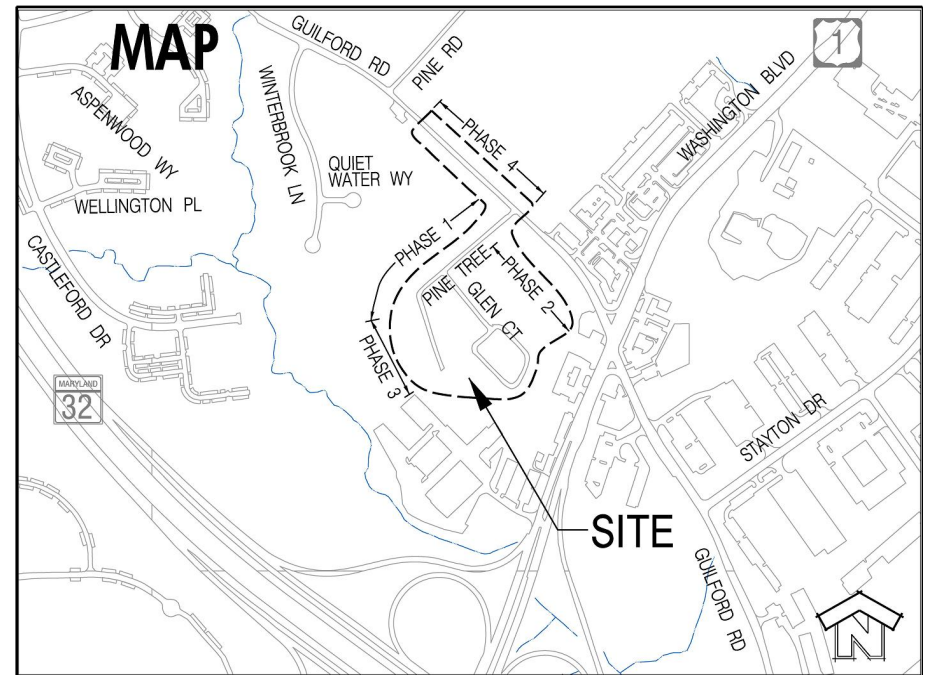 MAP
GUILFORD RD
PINE RD
1
WASHINGTON BLVD
ASPENWOOD WY
WINTERBROOK LN
PHASE 4
QUIET
WATER WY
WELLINGTON PL
PHASE 1
CASTLEFORD DR
PINE TREE
PHASE 2
GLEN CT
PHASE 3
MARYLAND
32
STAYTON DR
SITE
GUILFORD RD
N